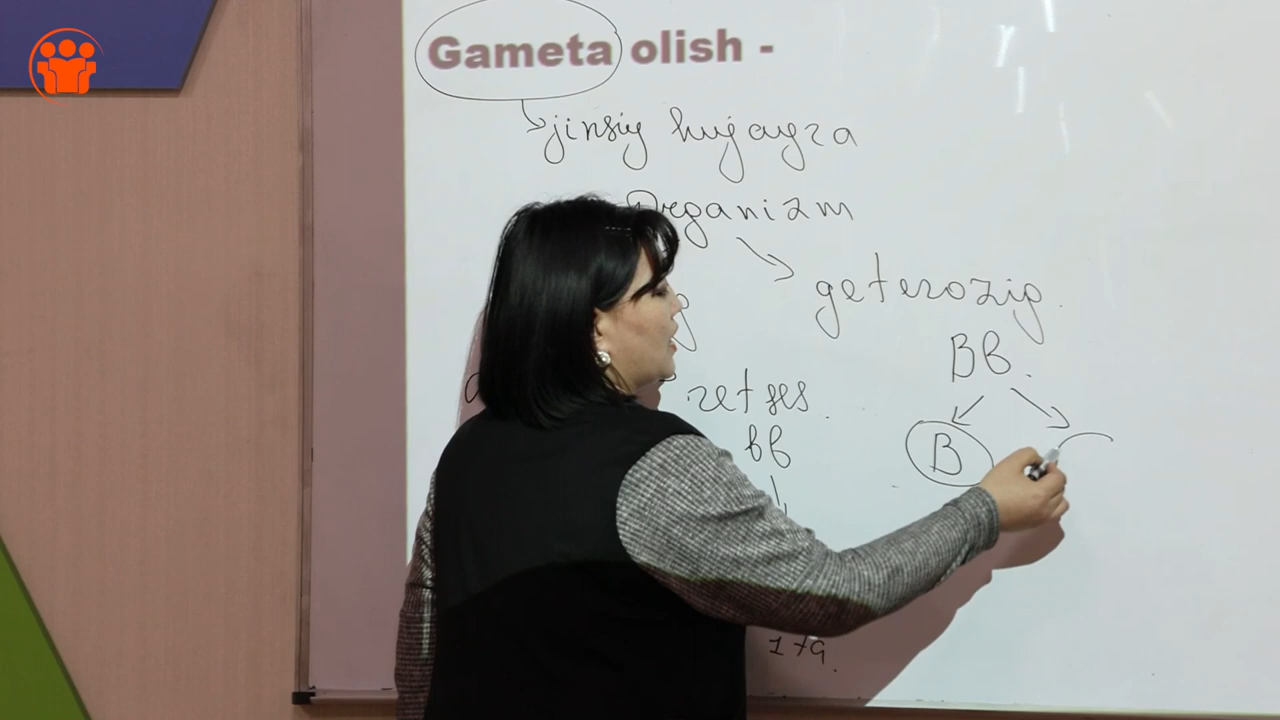 Gameta olish -
jinsiy hujayra
Organizm
geterozig
Bb.
retses.
bb
B
1 ta.